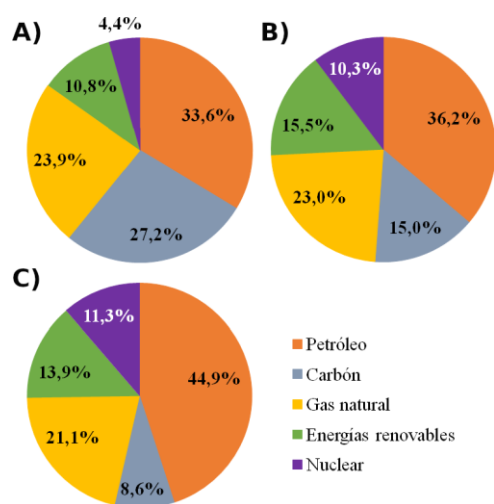 A)
4,4%
10,8%
33,6%
23,9%
27,2%
B)
10,3%
36,2%
15,5%
23,0%
15,0%
C)
11,3%
44,9%
13,9%
21,1%
8,6%
Petróleo
Carbón
Gas natural
Energías renovables
Nuclear